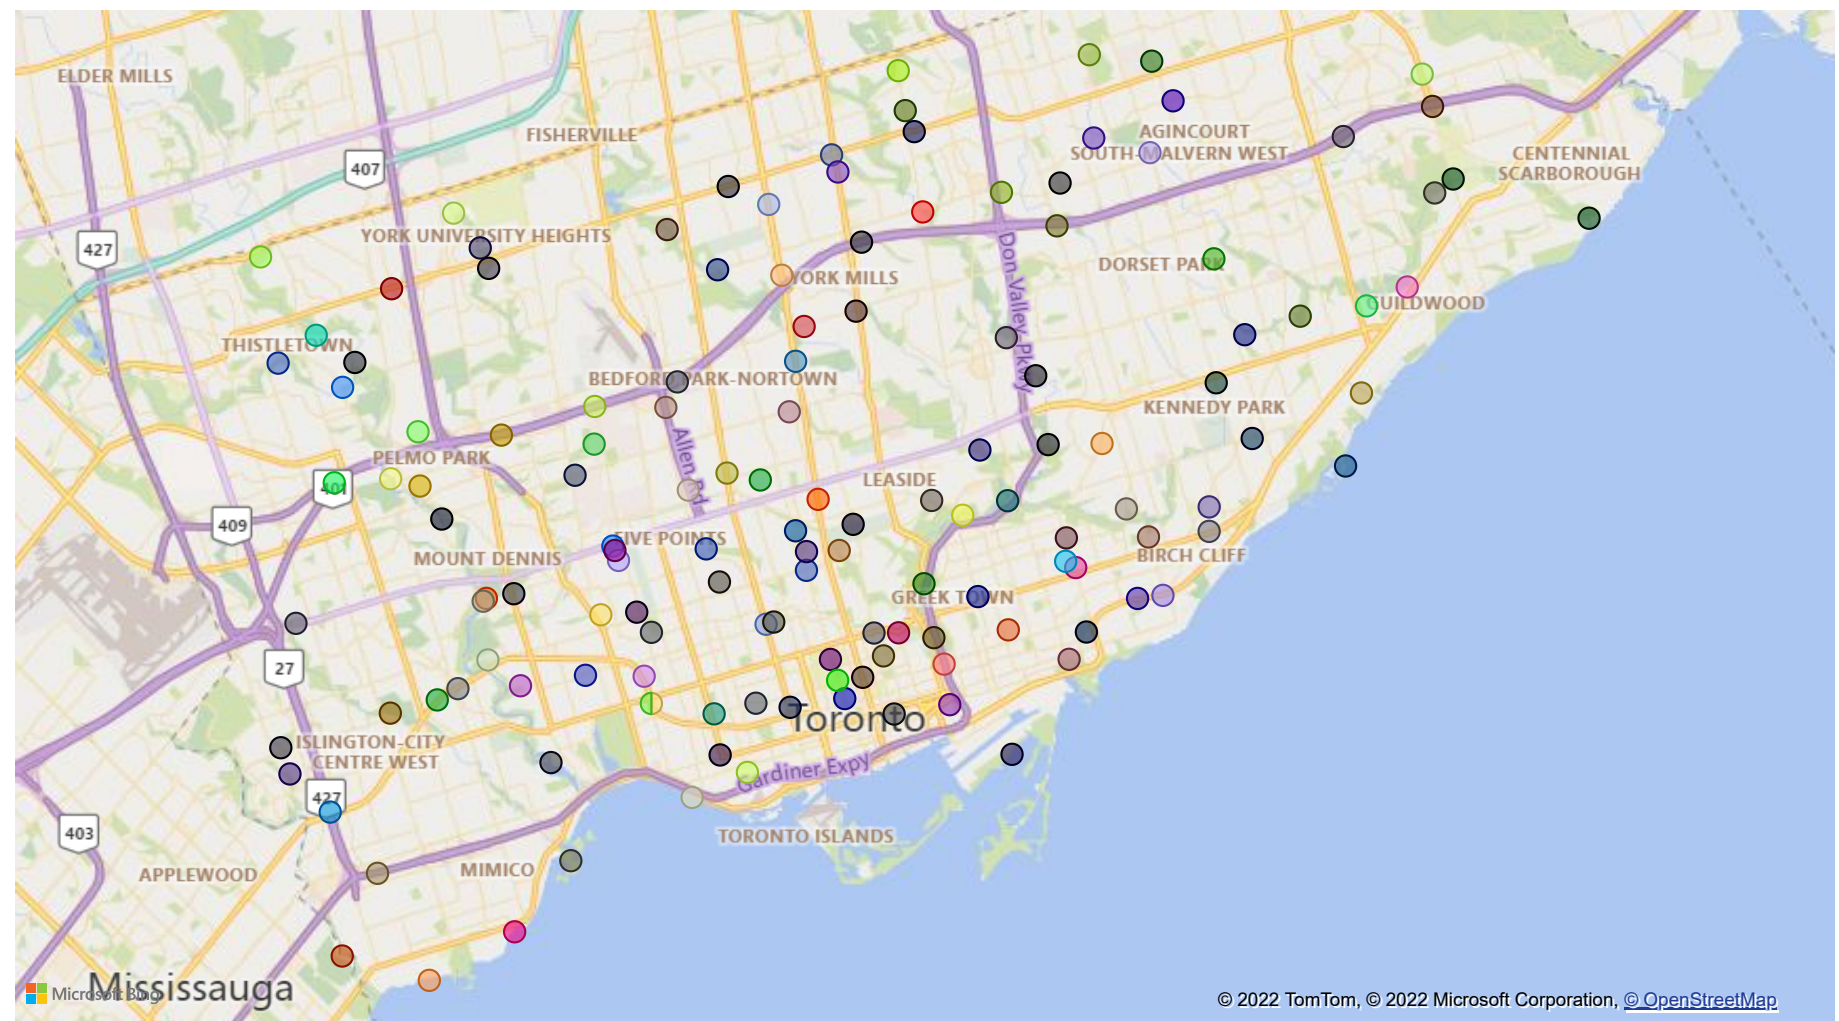 ELDER MILLS
FISHERVILLE
AGINCOURT
SOUTH-MALVERN WEST
CENTENNIAL
SCARBOROUGH
407
427
YORK UNIVERSITY HEIGHTS
YORK MILLS
DORSET PARK
Don Valley Pkwy
GUILDWOOD
THISTLETOWN
BEDFORD PARK-NORTOWN
KENNEDY PARK
Allen Rd
PELMO PARK
LEASIDE
401
409
FIVE POINTS
MOUNT DENNIS
BIRCH CLIFF
GREEK TOWN
27
Toronto
ISLINGTON-CITY
CENTRE WEST
Gardiner Expy
427
403
TORONTO ISLANDS
APPLEWOOD
MIMICO
Mississauga
Microsoft Bing
© 2022 TomTom, © 2022 Microsoft Corporation, © OpenStreetMap